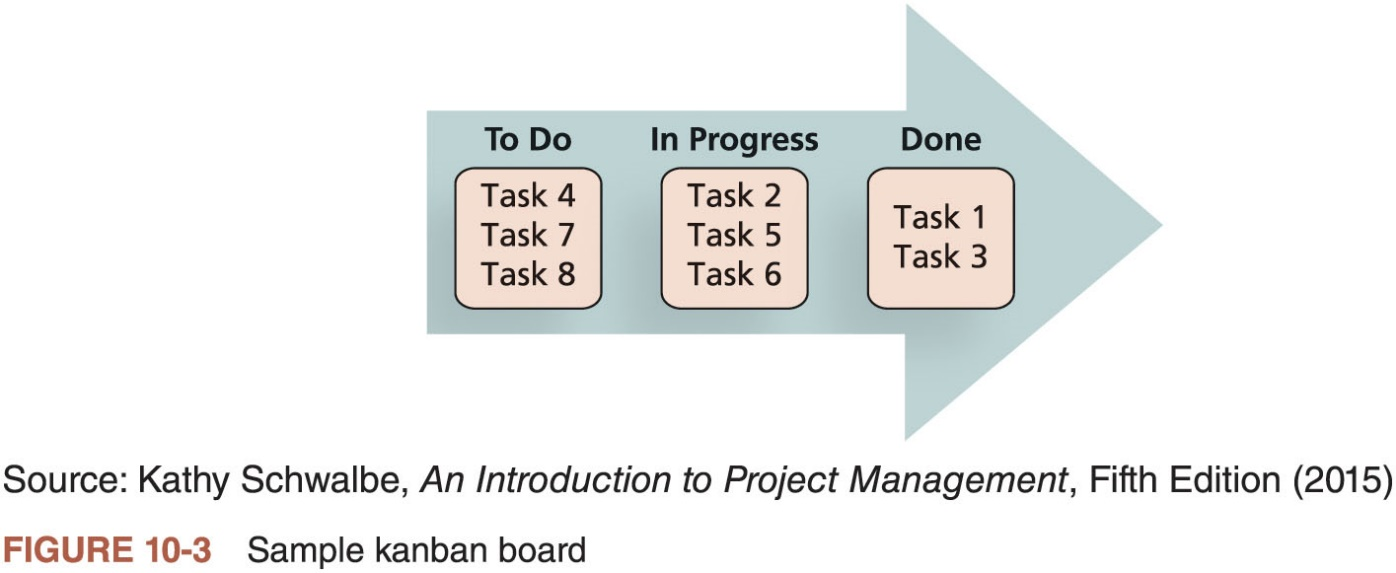 To Do
Task 4
Task 7
Task 8
In Progress
Task 2
Task 5
Task 6
Done
Task 1
Task 3
Source: Kathy Schwalbe, An Introduction to Project Management, Fifth Edition (2015)
FIGURE 10-3 Sample kanban board